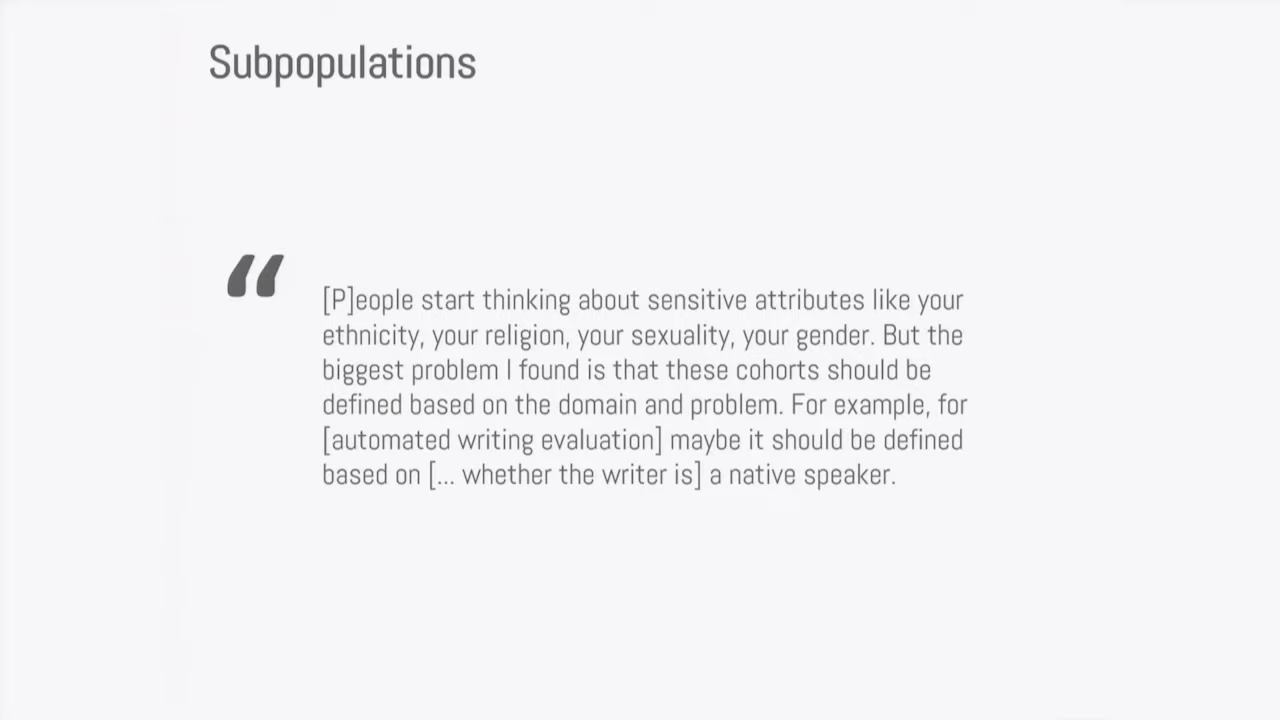 Subpopulations
“
[P]eople start thinking about sensitive attributes like your
ethnicity, your religion, your sexuality, your gender. But the
biggest problem I found is that these cohorts should be
defined based on the domain and problem. For example, for
[automated writing evaluation] maybe it should be defined
based on [... whether the writer is] a native speaker.